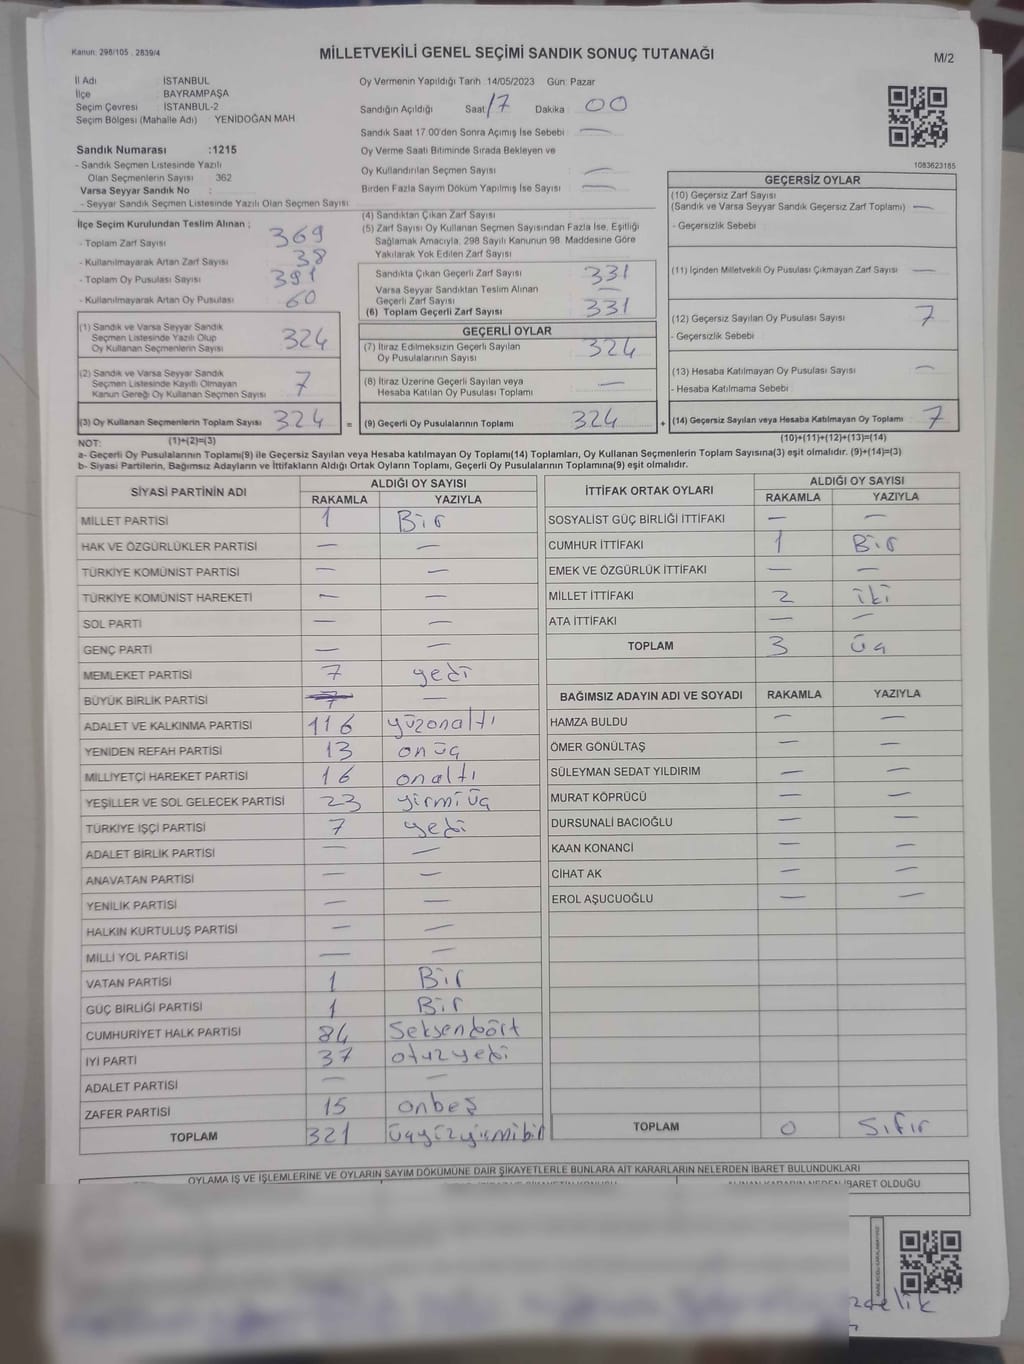 Kanun: 298/105 . 2839/4
MİLLETVEKİLİ GENEL SEÇİMİ SANDIK SONUÇ TUTANAĞI
M/2
İl Adı : İSTANBUL
İlçe : BAYRAMPAŞA
Seçim Çevresi : İSTANBUL-2
Seçim Bölgesi (Mahalle Adı) YENİDOĞAN MAH
Sandık Numarası :1215
- Sandık Seçmen Listesinde Yazılı
Olan Seçmenlerin Sayısı : 362
Varsa Seyyar Sandık No :
- Seyyar Sandık Seçmen Listesinde Yazılı Olan Seçmen Sayısı :
Oy Vermenin Yapıldığı Tarih :14/05/2023 Gün: Pazar
Sandığın Açıldığı Saat 17 Dakika : 00
Sandık Saat 17:00'den Sonra Açımış İse Sebebi : —
Oy Verme Saati Bitiminde Sırada Bekleyen ve
Oy Kullandırılan Seçmen Sayısı : —
Birden Fazla Sayım Döküm Yapılmış İse Sayısı : —
1083623185
İlçe Seçim Kurulundan Teslim Alınan ;
- Toplam Zarf Sayısı : 369
- Kullanılmayarak Artan Zarf Sayısı : 38
- Toplam Oy Pusulası Sayısı : 391
- Kullanılmayarak Artan Oy Pusulası : 60
(1) Sandık ve Varsa Seyyar Sandık
Seçmen Listesinde Yazılı Olup
Oy Kullanan Seçmenlerin Sayısı : 324
(2) Sandık ve Varsa Seyyar Sandık
Seçmen Listesinde Kayıtlı Olmayan
Kanun Gereği Oy Kullanan Seçmen Sayısı : 7
(3) Oy Kullanan Seçmenlerin Toplam Sayısı : 324
(4) Sandıktan Çıkan Zarf Sayısı :
(5) Zarf Sayısı Oy Kullanan Seçmen Sayısından Fazla İse, Eşitliği
Sağlamak Amacıyla, 298 Sayılı Kanunun 98. Maddesine Göre
Yakılarak Yok Edilen Zarf Sayısı :
Sandıkta Çıkan Geçerli Zarf Sayısı : 331
Varsa Seyyar Sandıktan Teslim Alınan
Geçerli Zarf Sayısı : —
(6) Toplam Geçerli Zarf Sayısı : 331
GEÇERLİ OYLAR
(7) İtiraz Edilmeksizin Geçerli Sayılan
Oy Pusulalarının Sayısı : 324
(8) İtiraz Üzerine Geçerli Sayılan veya
Hesaba Katılan Oy Pusulası Toplamı : —
= (9) Geçerli Oy Pusulalarının Toplamı : 324
GEÇERSİZ OYLAR
(10) Geçersiz Zarf Sayısı
(Sandık ve Varsa Seyyar Sandık Geçersiz Zarf Toplamı) : —
- Geçersizlik Sebebi :
(11) İçinden Milletvekili Oy Pusulası Çıkmayan Zarf Sayısı : —
(12) Geçersiz Sayılan Oy Pusulası Sayısı : 7
- Geçersizlik Sebebi :
(13) Hesaba Katılmayan Oy Pusulası Sayısı : —
- Hesaba Katılmama Sebebi :
+ (14) Geçersiz Sayılan veya Hesaba Katılmayan Oy Toplamı : 7
NOT: (1)+(2)=(3)
(10)+(11)+(12)+(13)=(14)
a- Geçerli Oy Pusulasının Toplamı(9) ile Geçersiz Sayılan veya Hesaba katılmayan Oy Toplamı(14) Toplamları, Oy Kullanan Seçmenlerin Toplam Sayısına(3) eşit olmalıdır. (9)+(14)=(3)
b- Siyasi Partilerin, Bağımsız Adayların ve İttifakların Aldığı Ortak Oyların Toplamı, Geçerli Oy Pusulasının Toplamına(9) eşit olmalıdır.
SİYASİ PARTİNİN ADI
ALDIĞI OY SAYISI
RAKAMLA YAZIYLA
MİLLET PARTİSİ 1 Bir
HAK VE ÖZGÜRLÜKLER PARTİSİ — —
TÜRKİYE KOMÜNİST PARTİSİ — —
TÜRKİYE KOMÜNİST HAREKETİ — —
SOL PARTİ — —
GENÇ PARTİ — —
MEMLEKET PARTİSİ 7 yedi
BÜYÜK BİRLİK PARTİSİ —
ADALET VE KALKINMA PARTİSİ 116 yüzonaltı
YENİDEN REFAH PARTİSİ 13 onüç
MİLLİYETÇİ HAREKET PARTİSİ 16 onaltı
YEŞİLLER VE SOL GELECEK PARTİSİ 23 yirmiüç
TÜRKİYE İŞÇİ PARTİSİ 7 yedi
ADALET BİRLİK PARTİSİ — —
ANAVATAN PARTİSİ — —
YENİLİK PARTİSİ — —
HALKIN KURTULUŞ PARTİSİ — —
MİLLİ YOL PARTİSİ — —
VATAN PARTİSİ 1 Bir
GÜÇ BİRLİĞİ PARTİSİ 1 Bir
CUMHURİYET HALK PARTİSİ 84 Seksendört
İYİ PARTİ 37 otuzyedi
ADALET PARTİSİ — —
ZAFER PARTİSİ 15 onbeş
TOPLAM 321 üçyüzyirmibir
İTTİFAK ORTAK OYLARI
ALDIĞI OY SAYISI
RAKAMLA YAZIYLA
SOSYALİST GÜÇ BİRLİĞİ İTTİFAKI — —
CUMHUR İTTİFAKI 1 Bir
EMEK VE ÖZGÜRLÜK İTTİFAKI — —
MİLLET İTTİFAKI 2 iki
ATA İTTİFAKI — —
TOPLAM 3 üç
BAĞIMSIZ ADAYIN ADI VE SOYADI RAKAMLA YAZIYLA
HAMZA BULDU — —
ÖMER GÖNÜLTAŞ — —
SÜLEYMAN SEDAT YILDIRIM — —
MURAT KÖPRÜCÜ — —
DURSUNALİ BACIOĞLU — —
KAAN KONANCİ — —
CİHAT AK — —
EROL AŞUCUOĞLU — —
TOPLAM 0 Sıfır
OYLAMA İŞ VE İŞLEMLERİNE VE OYLARIN SAYIM DÖKÜMÜNE DAİR ŞİKAYETLERLE BUNLARA AİT KARARLARIN NELERDEN İBARET BULUNDUKLARI
İBARET OLDUĞU